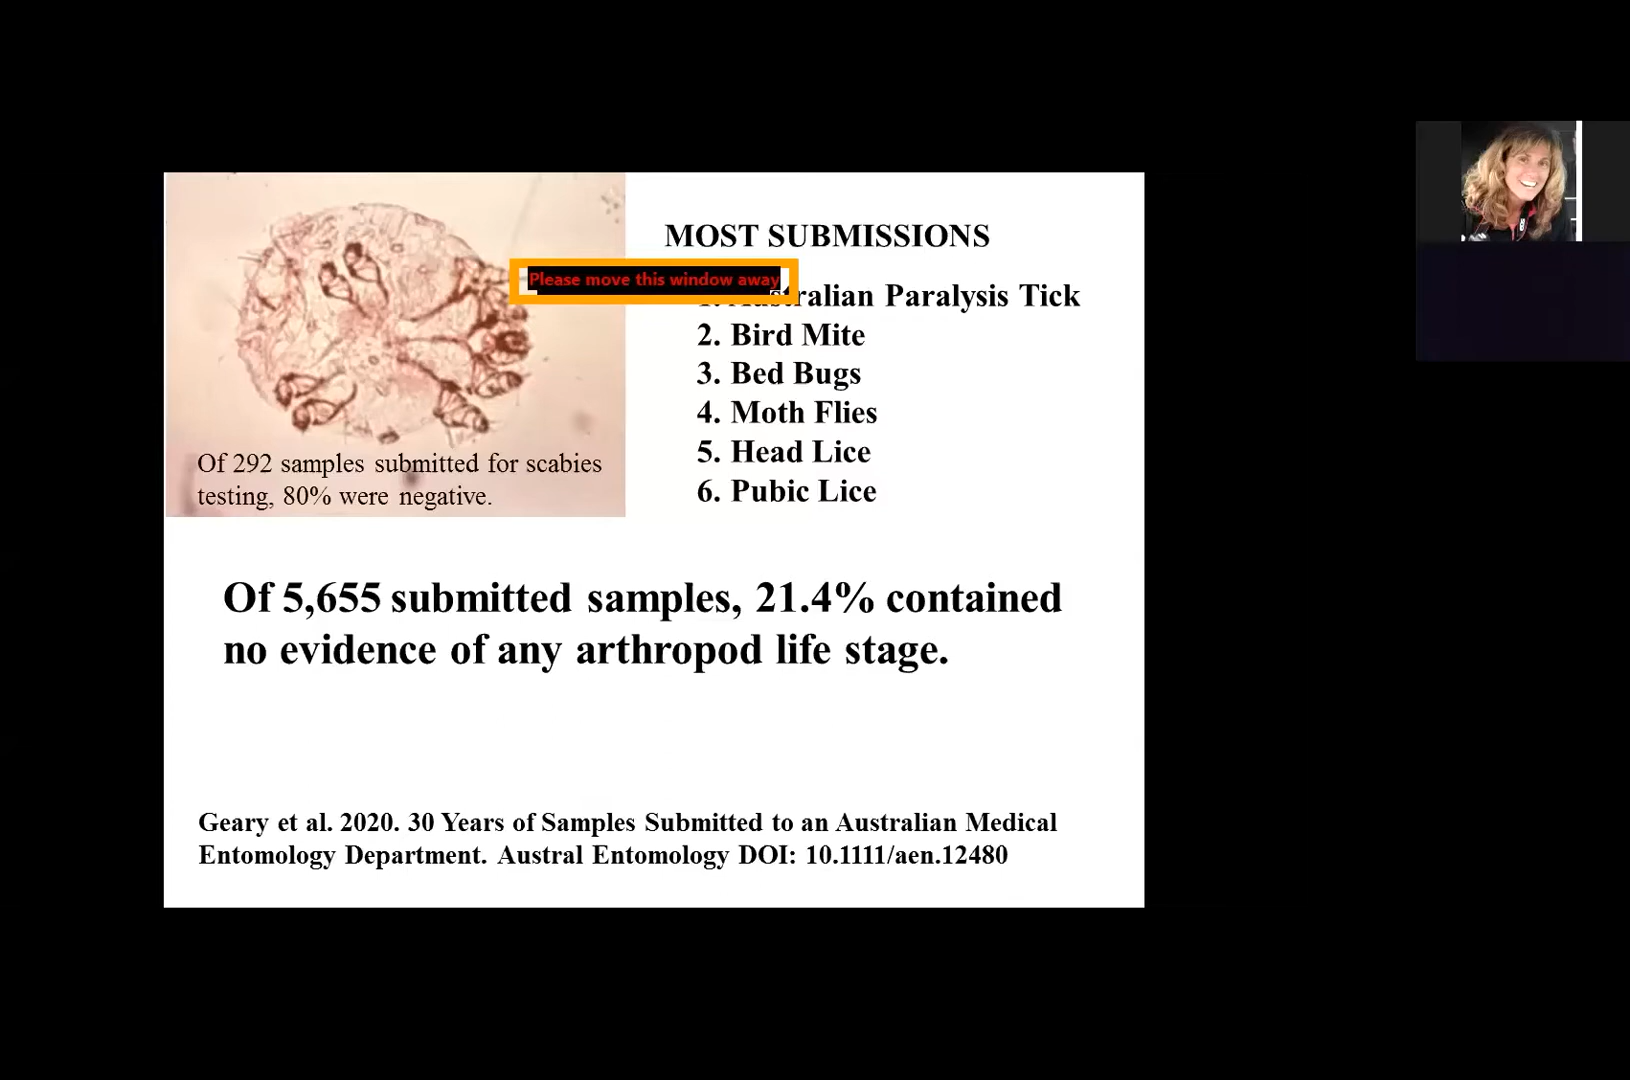 MOST SUBMISSIONS
Please move this window away
1. Australian Paralysis Tick
2. Bird Mite
3. Bed Bugs
4. Moth Flies
5. Head Lice
6. Pubic Lice
Of 292 samples submitted for scabies
testing, 80% were negative.
Of 5,655 submitted samples, 21.4% contained
no evidence of any arthropod life stage.
Geary et al. 2020. 30 Years of Samples Submitted to an Australian Medical
Entomology Department. Austral Entomology DOI: 10.1111/aen.12480